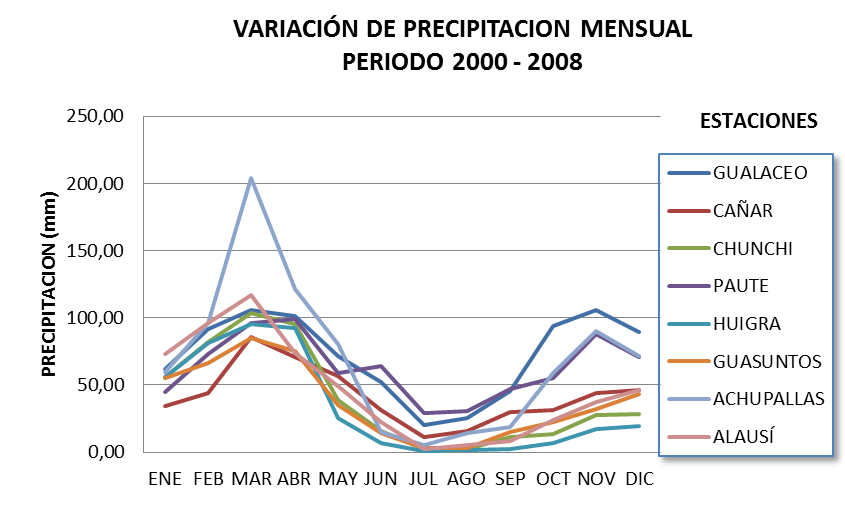 VARIACIÓN DE PRECIPITACION MENSUAL
PERIODO 2000 - 2008
PRECIPITACION (mm)
250,00
200,00
150,00
100,00
50,00
0,00
ENE FEB MAR ABR MAY JUN JUL AGO SEP OCT NOV DIC
ESTACIONES
GUALACEO
CAÑAR
CHUNCHI
PAUTE
HUIGRA
GUASUNTOS
ACHUPALLAS
ALAUSÍ